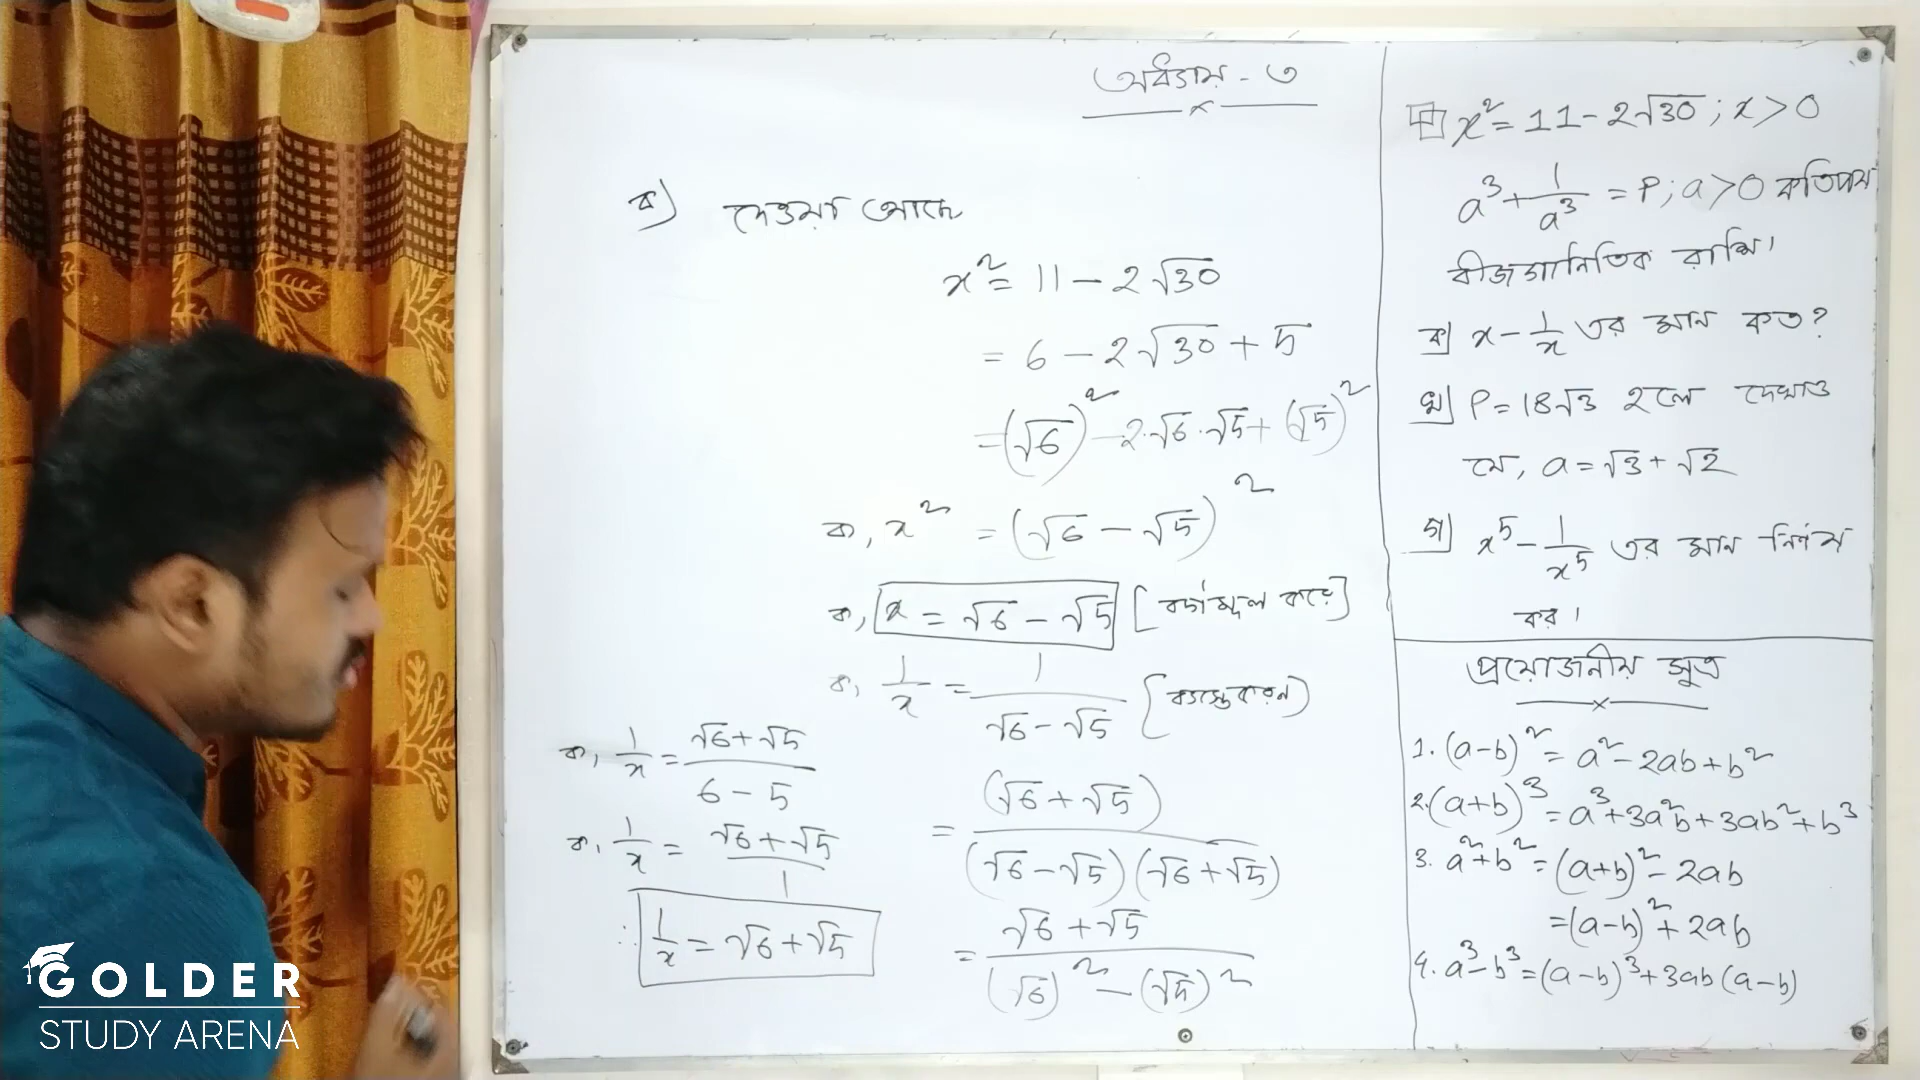 অধ্যায় - ৩
ক) দেওয়া আছে
x² = 11 - 2√30
= 6 - 2√30 + 5
= (√6)² - 2·√6·√5 + (√5)²
বা, x² = (√6 - √5)²
বা, x = √6 - √5 [বর্গমূল করে]
বা, 1/x = 1/(√6 - √5) [ব্যস্তকরণ]
= (√6 + √5)/((√6 - √5)(√6 + √5))
= (√6 + √5)/((√6)² - (√5)²)
বা, 1/x = (√6 + √5)/(6 - 5)
বা, 1/x = (√6 + √5)/1
∴ 1/x = √6 + √5
x² = 11 - 2√30 ; x > 0
a³ + 1/a³ = P ; a > 0 কতিপয়
বীজগানিতিক রাশি।
ক) x - 1/x এর মান কত?
খ) P = 18√3 হলে দেখাও
যে, a = √3 + √2
গ) x⁵ - 1/x⁵ এর মান নির্ণয়
কর।
প্রয়োজনীয় সূত্র
1. (a-b)² = a² - 2ab + b²
2. (a+b)³ = a³ + 3a²b + 3ab² + b³
3. a² + b² = (a+b)² - 2ab
= (a-b)² + 2ab
4. a³ - b³ = (a-b)³ + 3ab(a-b)
GOLDER
STUDY ARENA